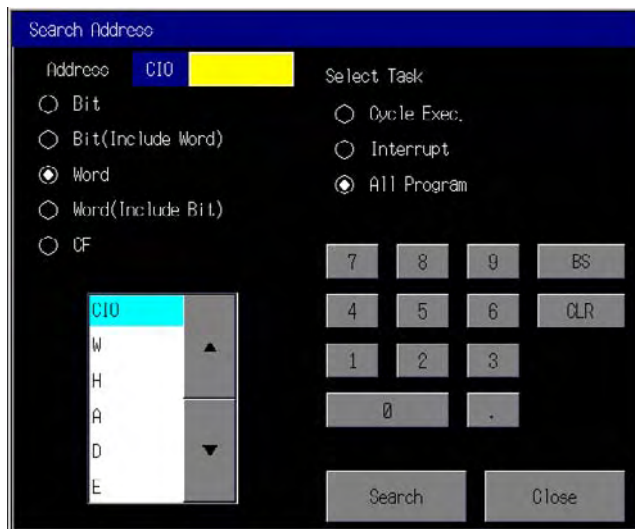 Search Address
Address CIO
Bit
Bit(Include Word)
Word
Word(Include Bit)
CF
CIO
W
H
A
D
E
Select Task
Cycle Exec.
Interrupt
All Program
7 8 9 BS
4 5 6 CLR
1 2 3
0 .
Search Close